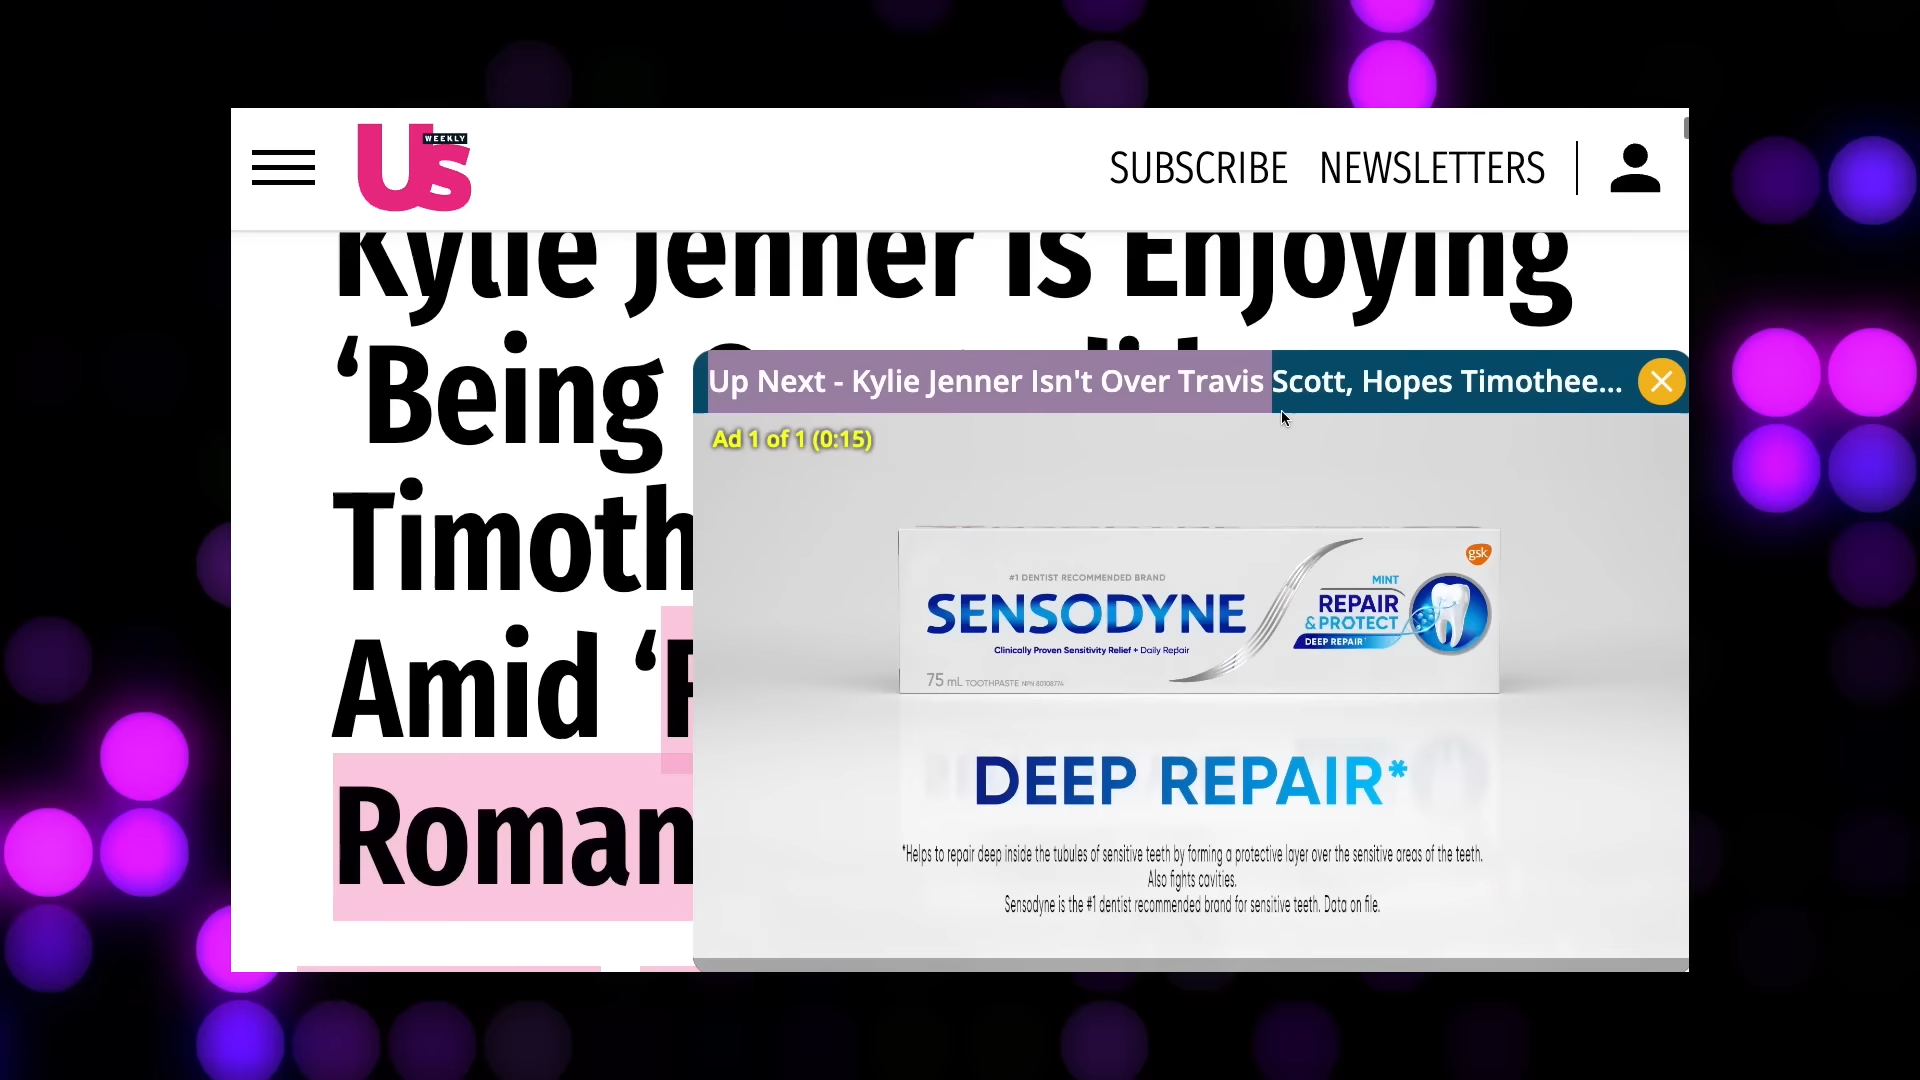 US
WEEKLY
SUBSCRIBE NEWSLETTERS
Kylie Jenner Is Enjoying
‘Being
Timoth
Amid ‘
Roman
Up Next - Kylie Jenner Isn't Over Travis Scott, Hopes Timothee...
Ad 1 of 1 (0:15)
gsk
#1 DENTIST RECOMMENDED BRAND
SENSODYNE
Clinically Proven Sensitivity Relief + Daily Repair
75 mL TOOTHPASTE NPN 80108774
MINT
REPAIR
& PROTECT
DEEP REPAIR
DEEP REPAIR*
*Helps to repair deep inside the tubules of sensitive teeth by forming a protective layer over the sensitive areas of the teeth.
Also fights cavities.
Sensodyne is the #1 dentist recommended brand for sensitive teeth. Data on file.